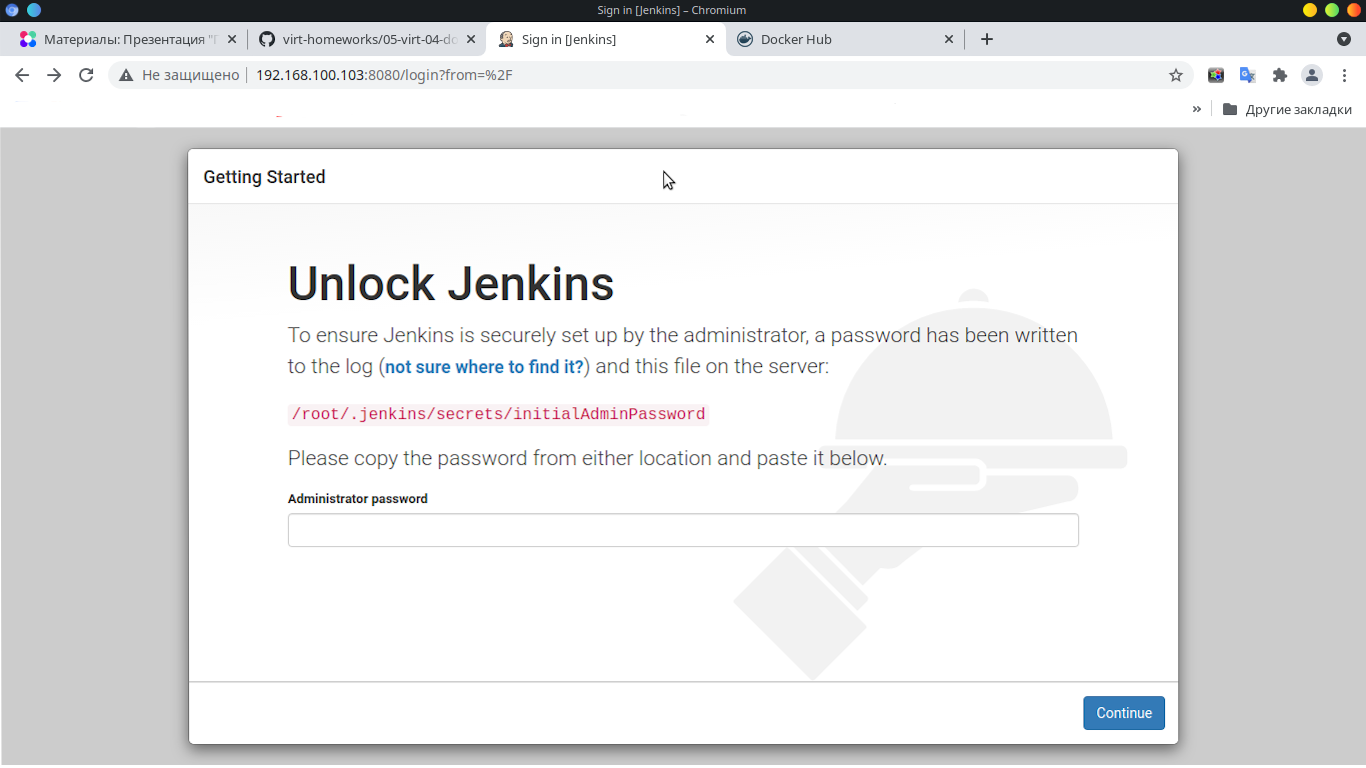 Sign in [Jenkins] – Chromium
Материалы: Презентация "Г
virt-homeworks/05-virt-04-do
Sign in [Jenkins]
Docker Hub
Не защищено
192.168.100.103:8080/login?from=%2F
»
Другие закладки
Getting Started
Unlock Jenkins
To ensure Jenkins is securely set up by the administrator, a password has been written
to the log (not sure where to find it?) and this file on the server:
/root/.jenkins/secrets/initialAdminPassword
Please copy the password from either location and paste it below.
Administrator password
Continue